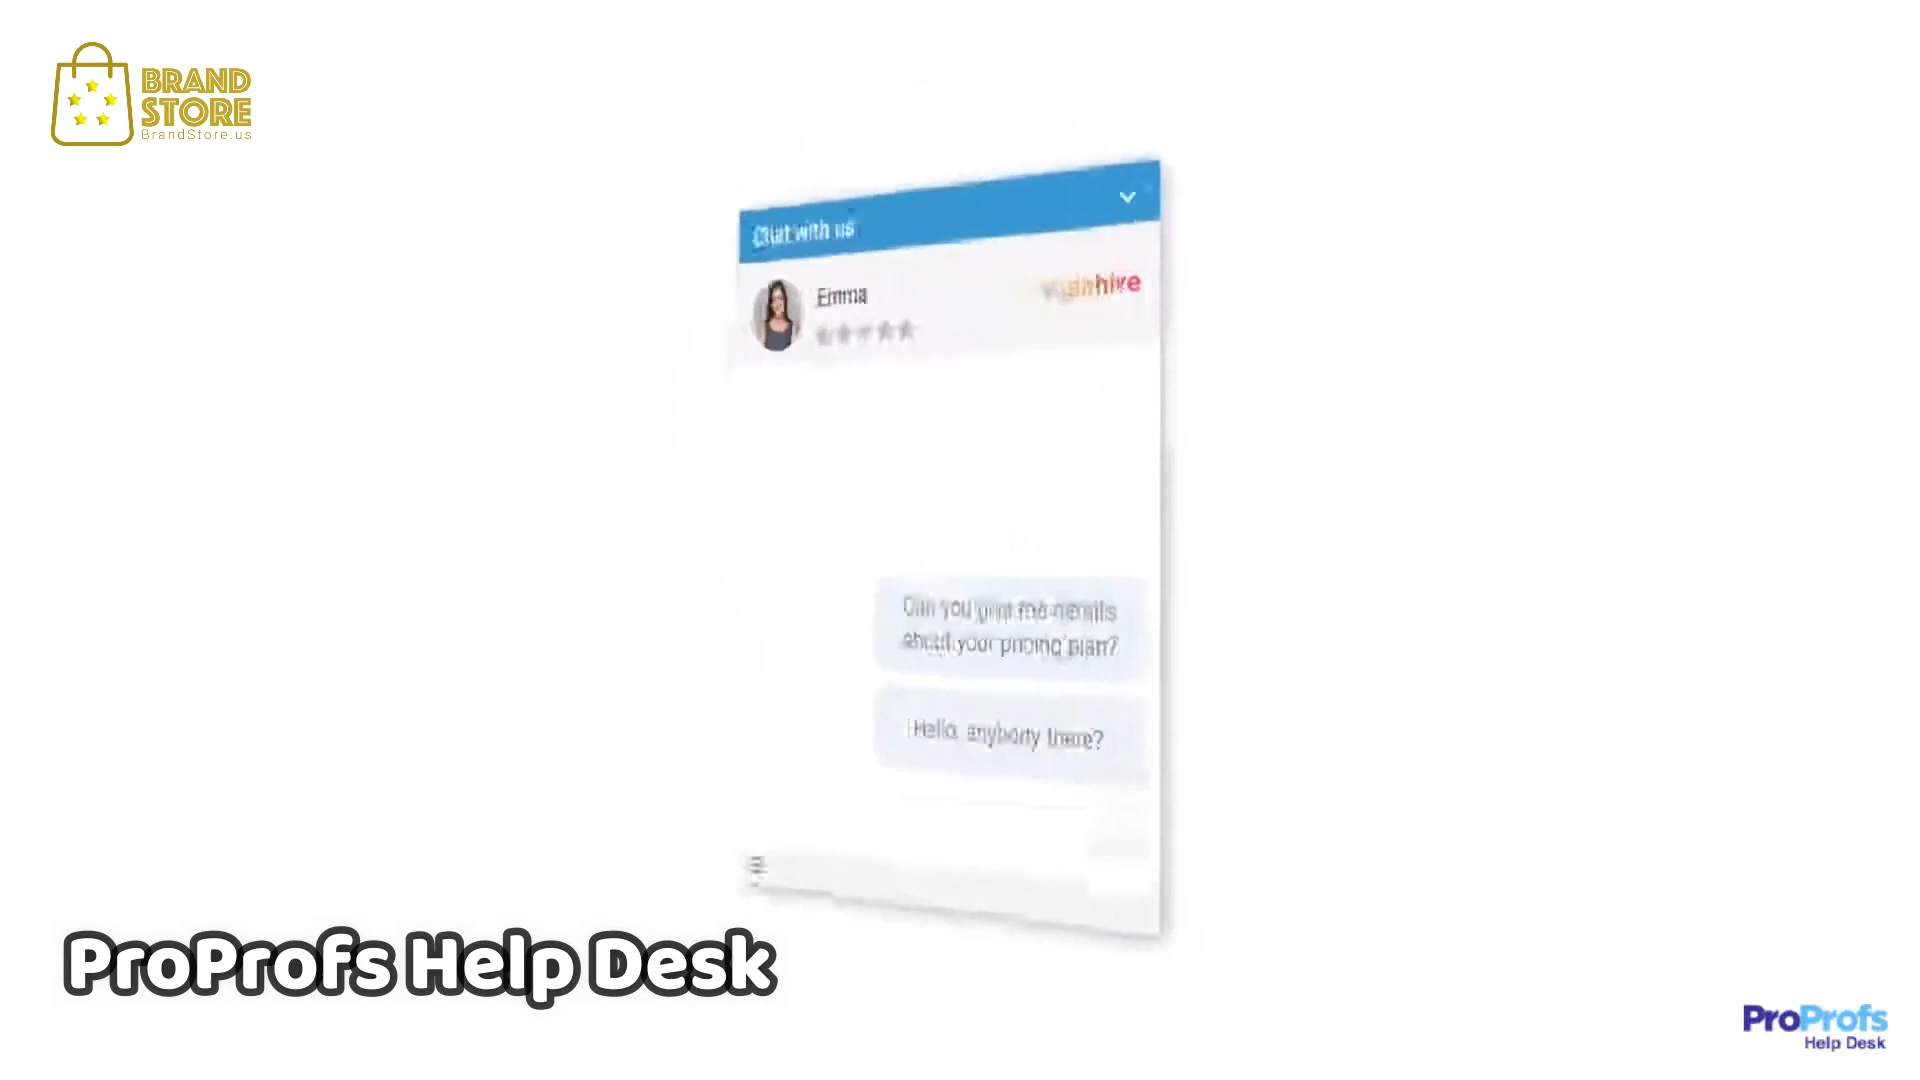 BRAND
STORE
BrandStore.us
Chat with us
Emma
hive
Can you give me details
about your pricing plan?
Hello, anybody there?
ProProfs Help Desk
ProProfs
Help Desk